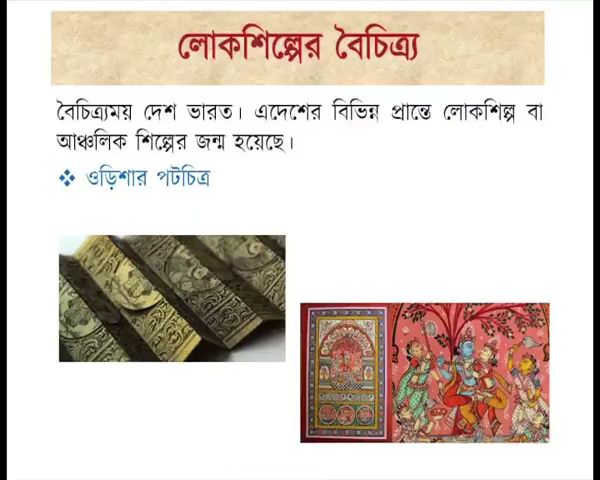 লোকশিল্পের বৈচিত্র্য
বৈচিত্র্যময় দেশ ভারত। এদেশের বিভিন্ন প্রান্তে লোকশিল্প বা
আঞ্চলিক শিল্পের জন্ম হয়েছে।
❖ ওড়িশার পটচিত্র